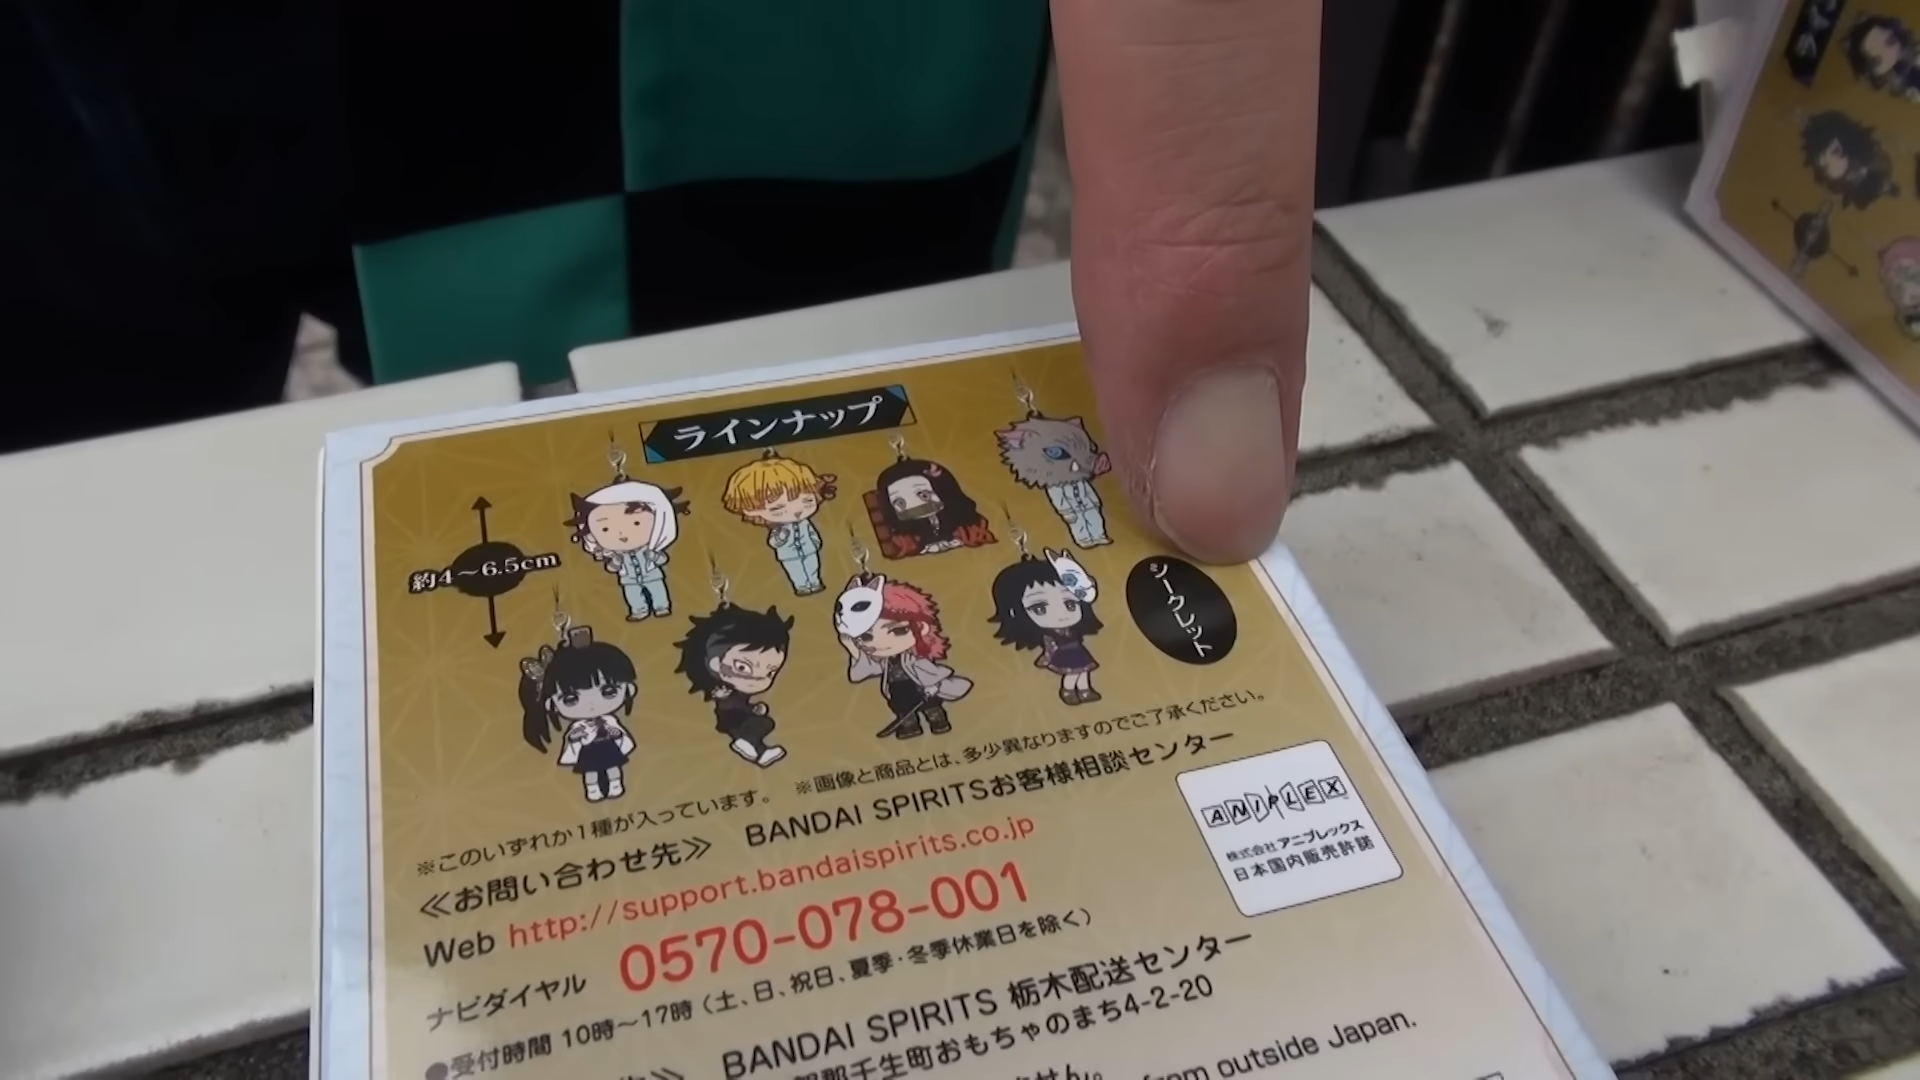 ラインナップ
約4～6.5cm
シークレット
※このいずれか1種が入っています。 ※画像と商品とは、多少異なりますのでご了承ください。
≪お問い合わせ先≫ BANDAI SPIRITSお客様相談センター
Web http://support.bandaispirits.co.jp
ナビダイヤル 0570-078-001
●受付時間 10時～17時（土、日、祝日、夏季・冬季休業日を除く）
BANDAI SPIRITS 栃木配送センター
郡壬生町おもちゃのまち4-2-20
せん。
from outside Japan.
ANIPLEX
株式会社アニプレックス
日本国内販売許諾